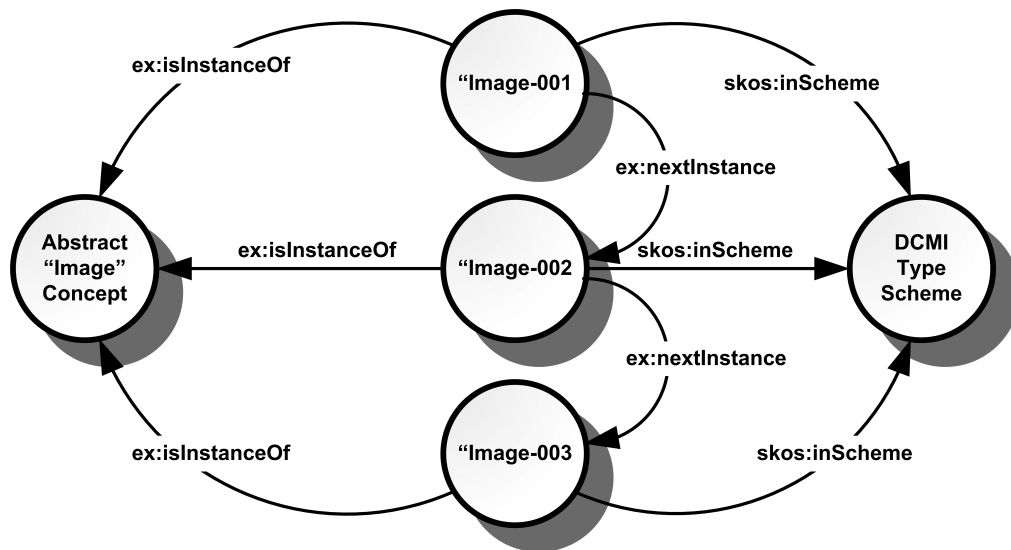 “Image-001
ex:isInstanceOf
skos:inScheme
ex:nextInstance
Abstract
“Image”
Concept
ex:isInstanceOf
“Image-002
skos:inScheme
DCMI
Type
Scheme
ex:nextInstance
ex:isInstanceOf
“Image-003
skos:inScheme